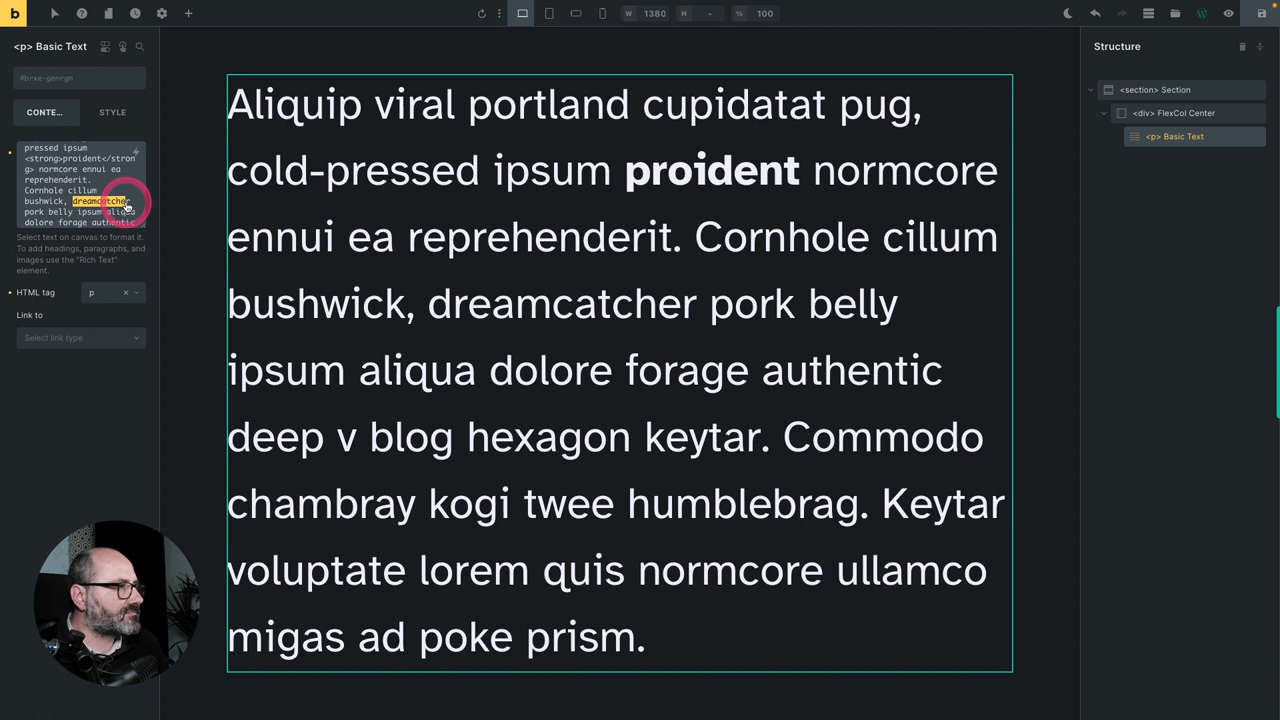 b
W 1380 H - % 100
<p> Basic Text
#brxe-genrgm
CONTE...
STYLE
pressed ipsum
<strong>proident</stron
g> normcore ennui ea
reprehenderit.
Cornhole cillum
bushwick, dreamcatcher
pork belly ipsum aliqua
dolore forage authentic
Select text on canvas to format it.
To add headings, paragraphs, and
images use the "Rich Text"
element.
HTML tag
p
Link to
Select link type
Aliquip viral portland cupidatat pug,
cold-pressed ipsum proident normcore
ennui ea reprehenderit. Cornhole cillum
bushwick, dreamcatcher pork belly
ipsum aliqua dolore forage authentic
deep v blog hexagon keytar. Commodo
chambray kogi twee humblebrag. Keytar
voluptate lorem quis normcore ullamco
migas ad poke prism.
Structure
<section> Section
<div> FlexCol Center
<p> Basic Text